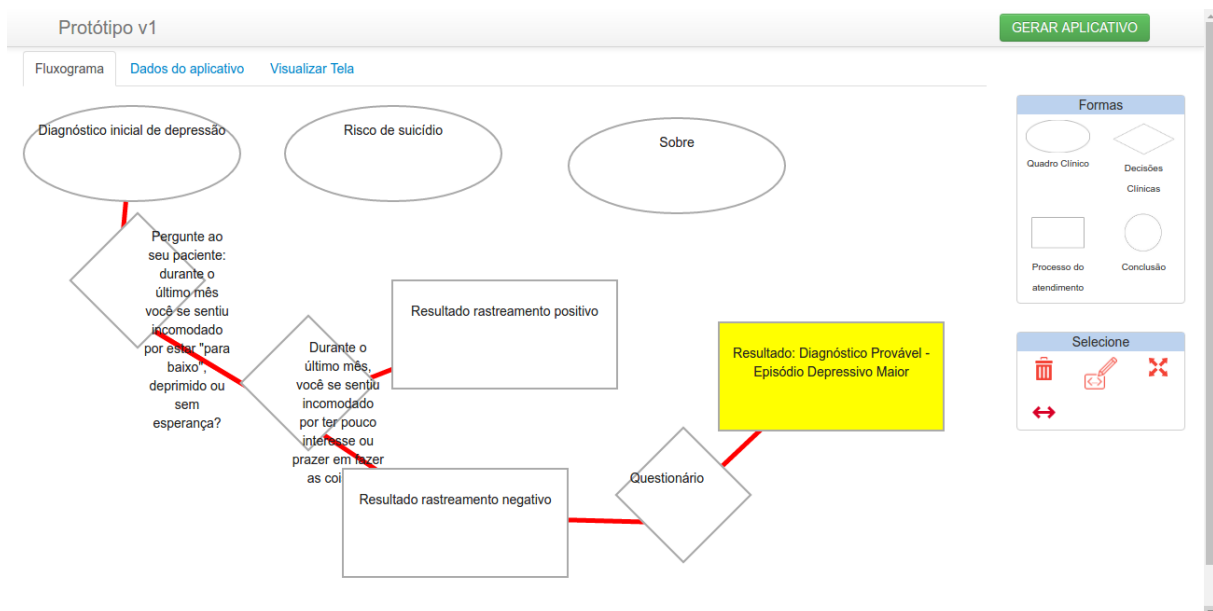 Protótipo v1
GERAR APLICATIVO
Fluxograma
Dados do aplicativo
Visualizar Tela
Diagnóstico inicial de depressão
Risco de suicídio
Sobre
Pergunte ao
seu paciente:
durante o
último mês
você se sentiu
incomodado
por estar "para
baixo",
deprimido ou
sem
esperança?
Durante o
último mês,
você se sentiu
incomodado
por ter pouco
interesse ou
prazer em fazer
as coi
Resultado rastreamento positivo
Resultado rastreamento negativo
Questionário
Resultado: Diagnóstico Provável -
Episódio Depressivo Maior
Formas
Quadro Clínico
Decisões
Clínicas
Processo do
atendimento
Conclusão
Selecione